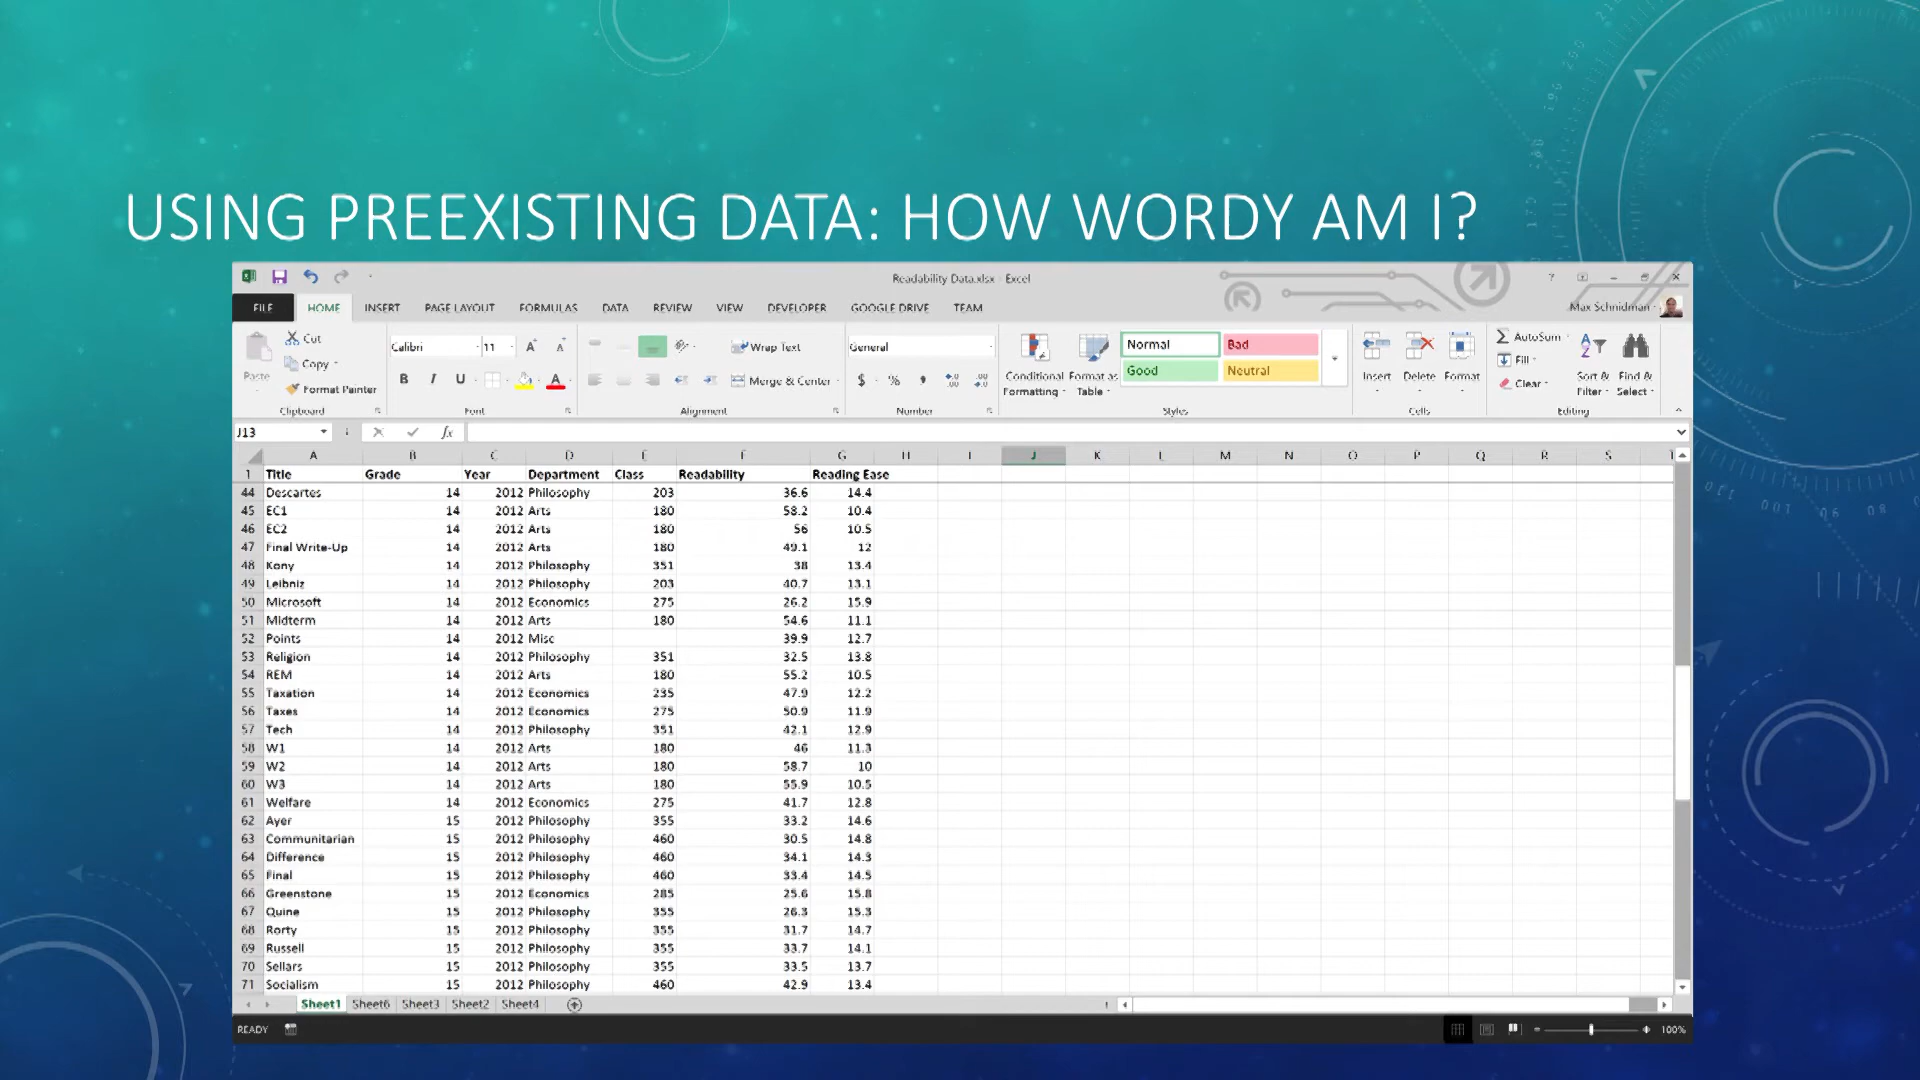 USING PREEXISTING DATA: HOW WORDY AM I?
Readability Data.xlsx - Excel
FILE HOME INSERT PAGE LAYOUT FORMULAS DATA REVIEW VIEW DEVELOPER GOOGLE DRIVE TEAM Max Schnidman
Cut
Copy
Format Painter
Paste
Calibri 11
B I U
Wrap Text
Merge & Center
General
$ %
Conditional Formatting
Format as Table
Normal Bad
Good Neutral
Insert Delete Format
AutoSum
Fill
Clear
Sort & Filter
Find & Select
Clipboard Font Alignment Number Styles Cells Editing
J13 fx
A B C D E F G H I J K L M N O P Q R S T
1 Title Grade Year Department Class Readability Reading Ease
44 Descartes 14 2012 Philosophy 203 36.6 14.4
45 EC1 14 2012 Arts 180 58.2 10.4
46 EC2 14 2012 Arts 180 56 10.5
47 Final Write-Up 14 2012 Arts 180 49.1 12
48 Kony 14 2012 Philosophy 351 38 13.4
49 Leibniz 14 2012 Philosophy 203 40.7 13.1
50 Microsoft 14 2012 Economics 275 26.2 15.9
51 Midterm 14 2012 Arts 180 54.6 11.1
52 Points 14 2012 Misc 39.9 12.7
53 Religion 14 2012 Philosophy 351 32.5 13.8
54 REM 14 2012 Arts 180 55.2 10.5
55 Taxation 14 2012 Economics 235 47.9 12.2
56 Taxes 14 2012 Economics 275 50.9 11.9
57 Tech 14 2012 Philosophy 351 42.1 12.9
58 W1 14 2012 Arts 180 46 11.3
59 W2 14 2012 Arts 180 58.7 10
60 W3 14 2012 Arts 180 55.9 10.5
61 Welfare 14 2012 Economics 275 41.7 12.8
62 Ayer 15 2012 Philosophy 355 33.2 14.6
63 Communitarian 15 2012 Philosophy 460 30.5 14.8
64 Difference 15 2012 Philosophy 460 34.1 14.3
65 Final 15 2012 Philosophy 460 33.4 14.5
66 Greenstone 15 2012 Economics 285 25.6 15.8
67 Quine 15 2012 Philosophy 355 26.3 15.3
68 Rorty 15 2012 Philosophy 355 31.7 14.7
69 Russell 15 2012 Philosophy 355 33.7 14.1
70 Sellars 15 2012 Philosophy 355 33.5 13.7
71 Socialism 15 2012 Philosophy 460 42.9 13.4
Sheet1 Sheet6 Sheet3 Sheet2 Sheet4
READY 100%